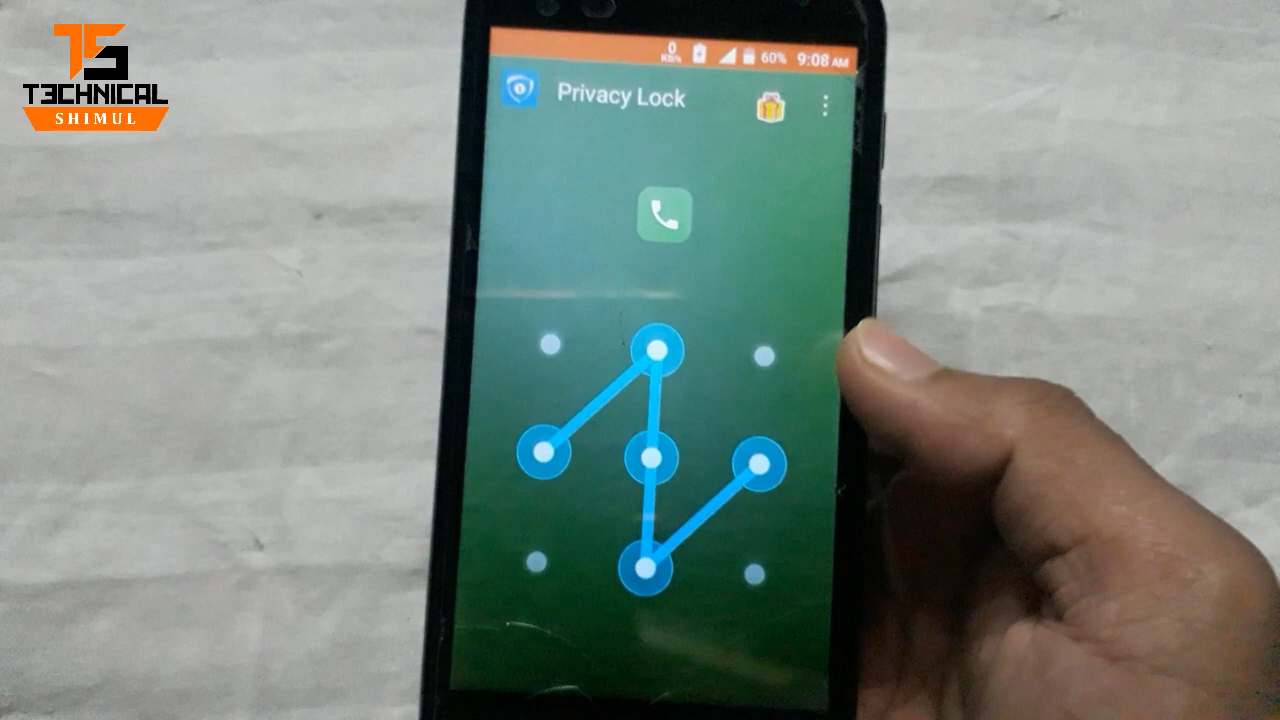 TS
T3CHNICAL
SHIMUL
0
KB/s
60%
9:08 AM
Privacy Lock